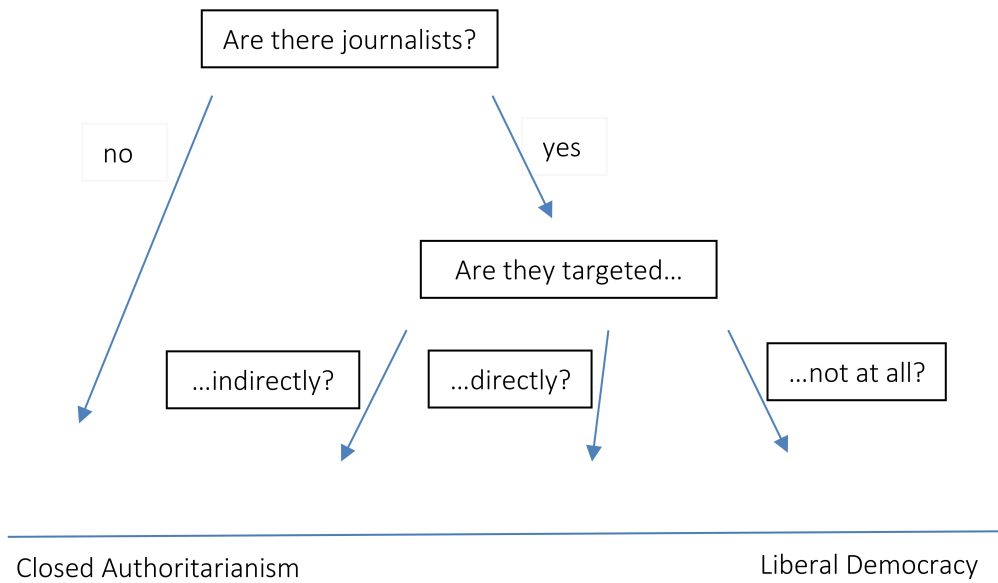 Are there journalists?
no
yes
Are they targeted...
...indirectly?
...directly?
...not at all?
Closed Authoritarianism
Liberal Democracy